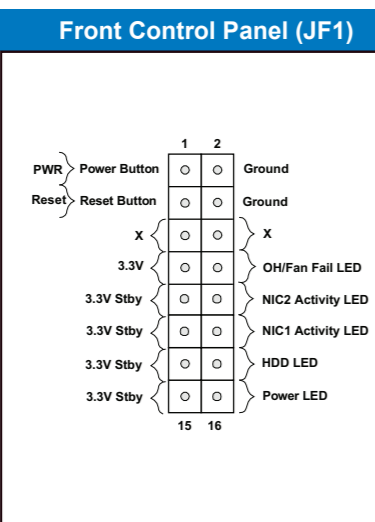 Front Control Panel (JF1)
1 2
PWR Power Button Ground
Reset Reset Button Ground
X X
3.3V OH/Fan Fail LED
3.3V Stby NIC2 Activity LED
3.3V Stby NIC1 Activity LED
3.3V Stby HDD LED
3.3V Stby Power LED
15 16